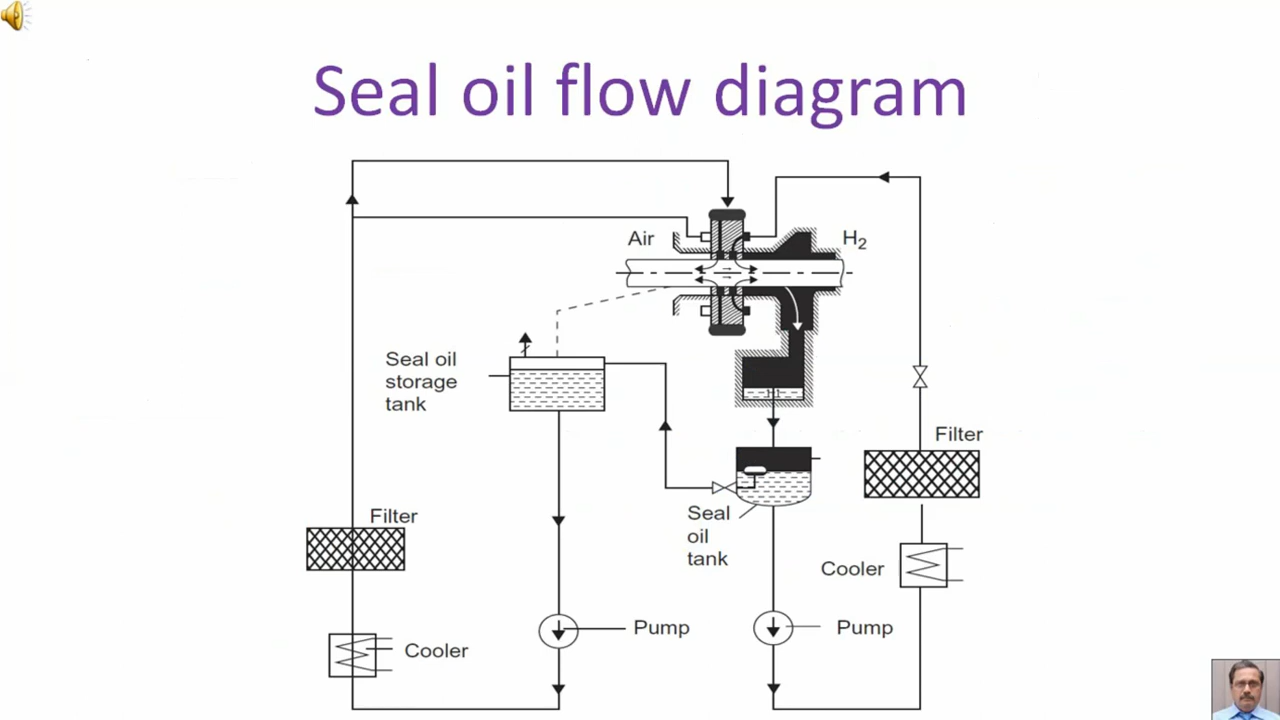 Seal oil flow diagram
Air
H₂
Seal oil
storage
tank
Filter
Filter
Seal
oil
tank
Cooler
Pump
Pump
Cooler